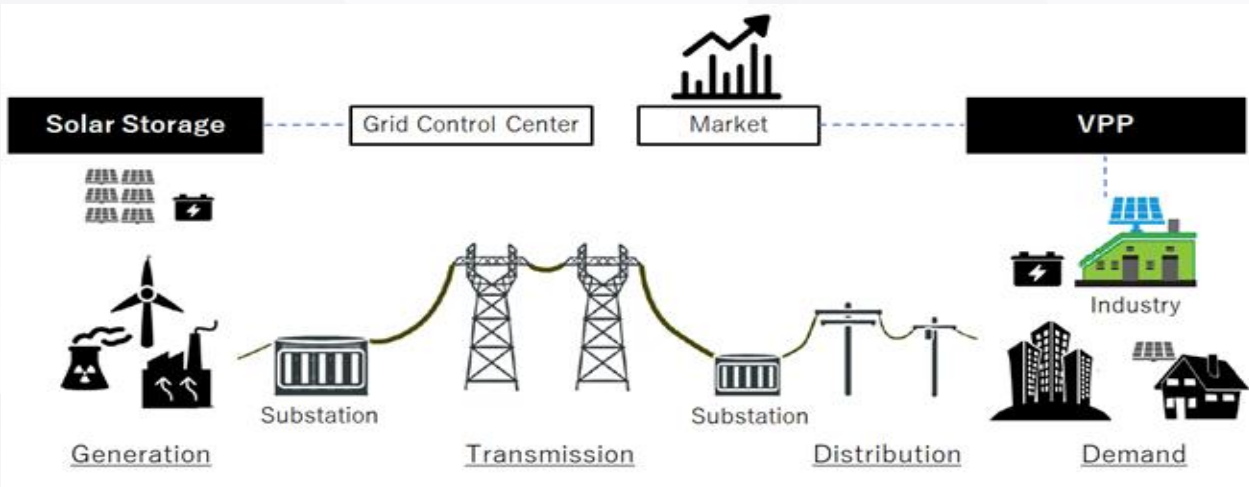 Solar Storage
Grid Control Center
Market
VPP
Industry
Substation
Substation
Generation
Transmission
Distribution
Demand